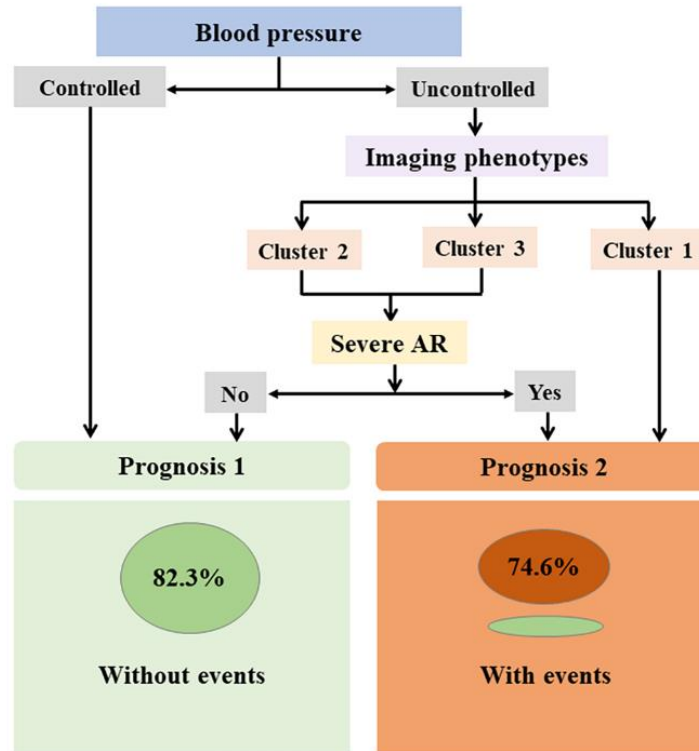 Blood pressure
Controlled
Uncontrolled
Imaging phenotypes
Cluster 2
Cluster 3
Cluster 1
Severe AR
No
Yes
Prognosis 1
Prognosis 2
82.3%
74.6%
Without events
With events